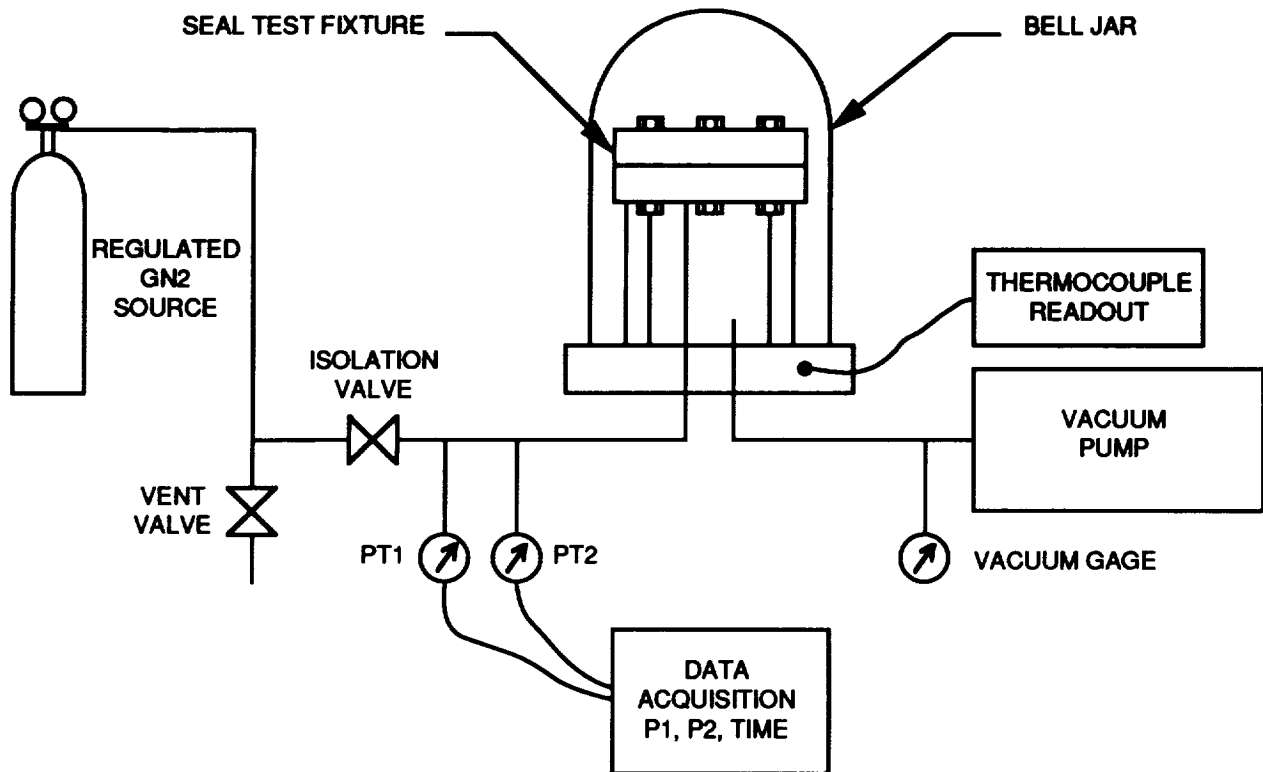 SEAL TEST FIXTURE
BELL JAR
REGULATED
GN2
SOURCE
THERMOCOUPLE
READOUT
ISOLATION
VALVE
VACUUM
PUMP
VENT
VALVE
PT1
PT2
VACUUM GAGE
DATA
ACQUISITION
P1, P2, TIME